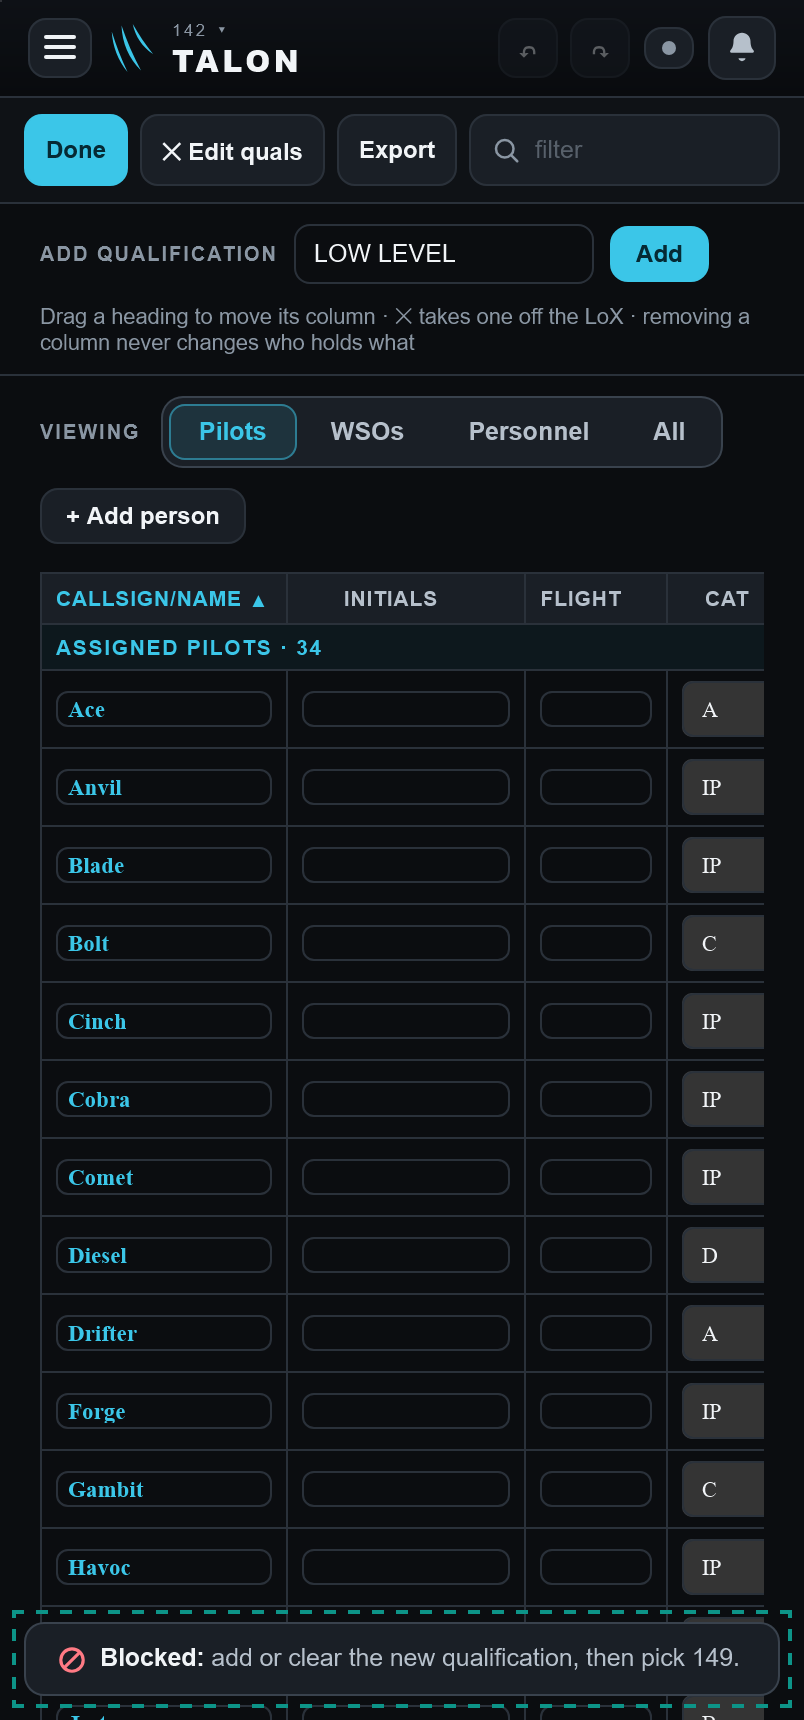 142 ▾
TALON
Done
✕ Edit quals
Export
filter
ADD QUALIFICATION
LOW LEVEL
Add
Drag a heading to move its column · ✕ takes one off the LoX · removing a
column never changes who holds what
VIEWING
Pilots
WSOs
Personnel
All
+ Add person
CALLSIGN/NAME ▲
INITIALS
FLIGHT
CAT
ASSIGNED PILOTS · 34
Ace A
Anvil IP
Blade IP
Bolt C
Cinch IP
Cobra IP
Comet IP
Diesel D
Drifter A
Forge IP
Gambit C
Havoc IP
Blocked: add or clear the new qualification, then pick 149.